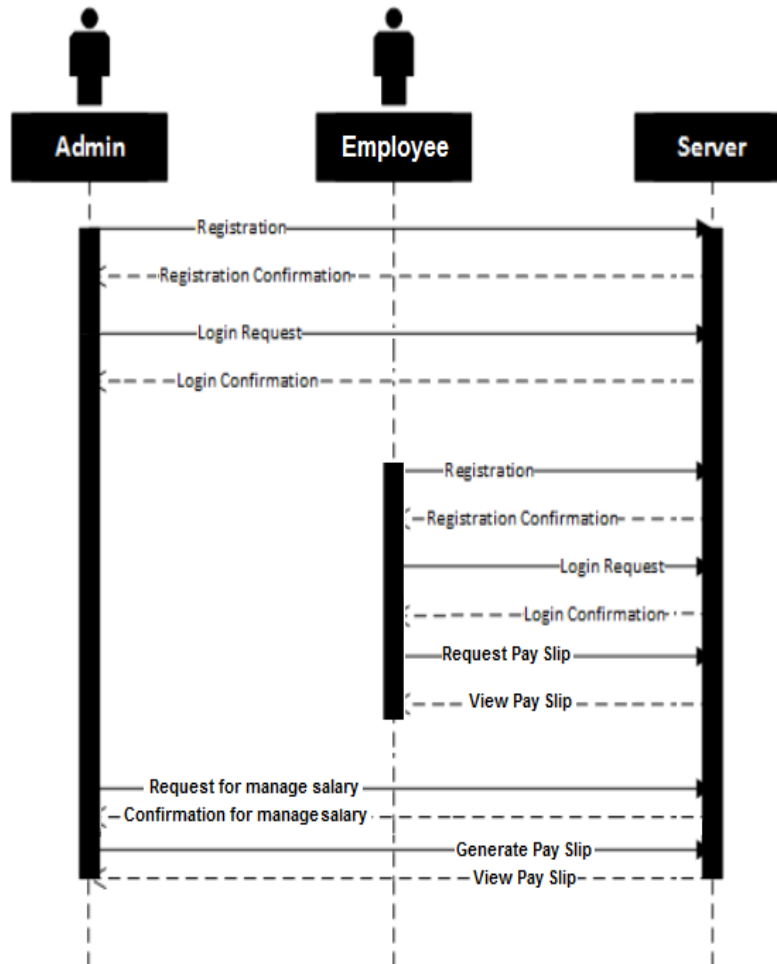 Admin
Employee
Server
Registration
Registration Confirmation
Login Request
Login Confirmation
Registration
Registration Confirmation
Login Request
Login Confirmation
Request Pay Slip
View Pay Slip
Request for manage salary
Confirmation for manage salary
Generate Pay Slip
View Pay Slip